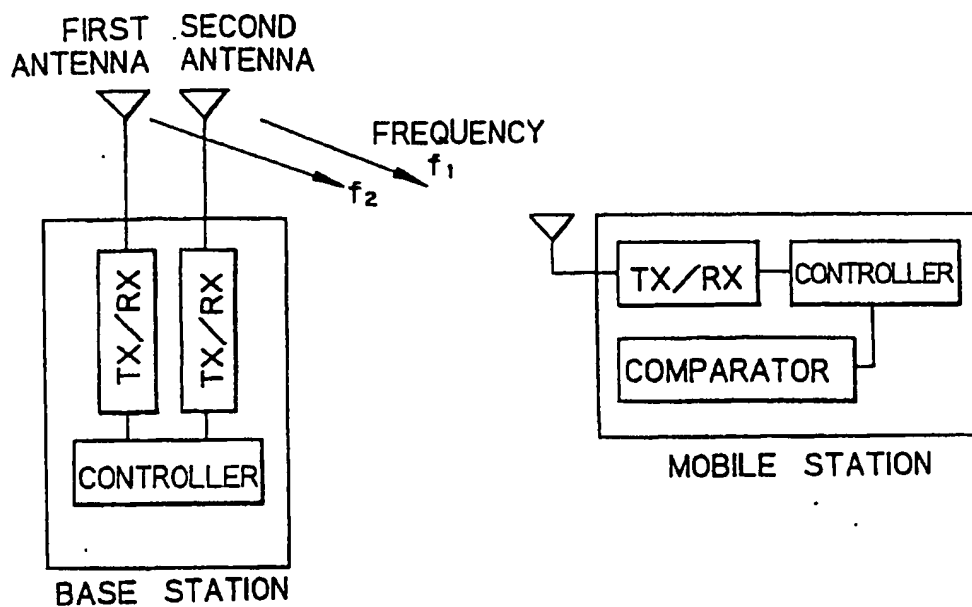 FIRST SECOND
ANTENNA ANTENNA
FREQUENCY
f1
f2
TX/RX
TX/RX
CONTROLLER
BASE STATION
TX/RX
CONTROLLER
COMPARATOR
MOBILE STATION